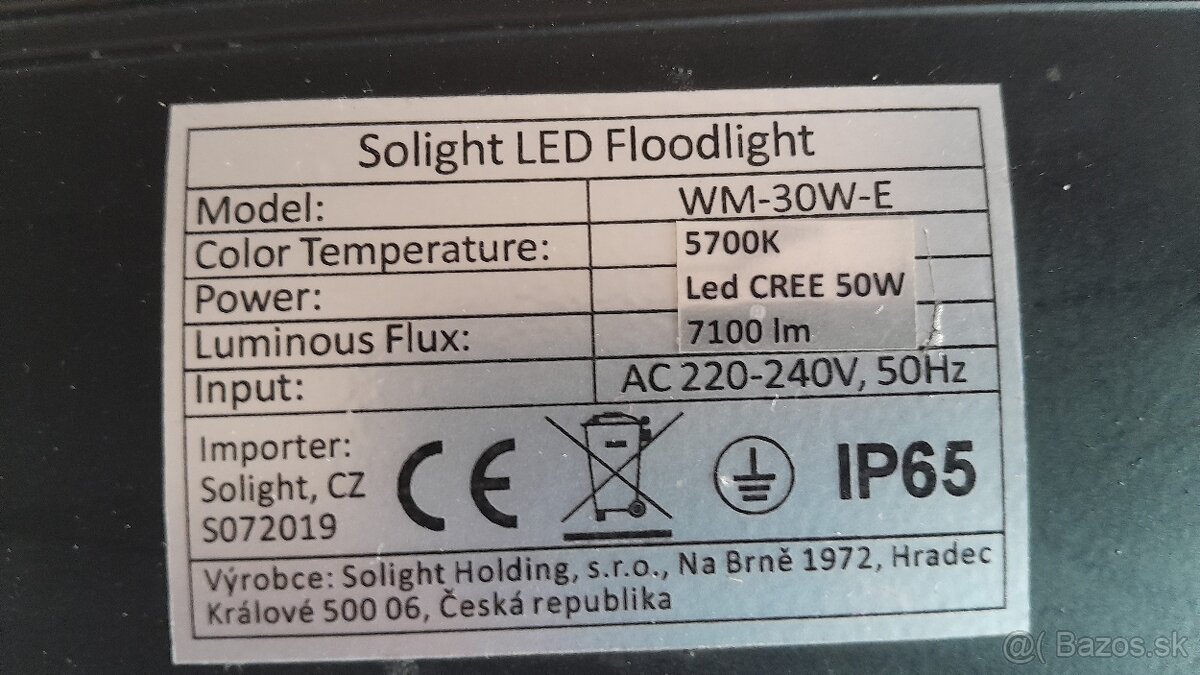 Solight LED Floodlight
Model: WM-30W-E
Color Temperature: 5700K
Power: Led CREE 50W
Luminous Flux: 7100 lm
Input: AC 220-240V, 50Hz
Importer:
Solight, CZ
S072019
CE
IP65
Výrobce: Solight Holding, s.r.o., Na Brně 1972, Hradec
Králové 500 06, Česká republika
@( Bazos.sk